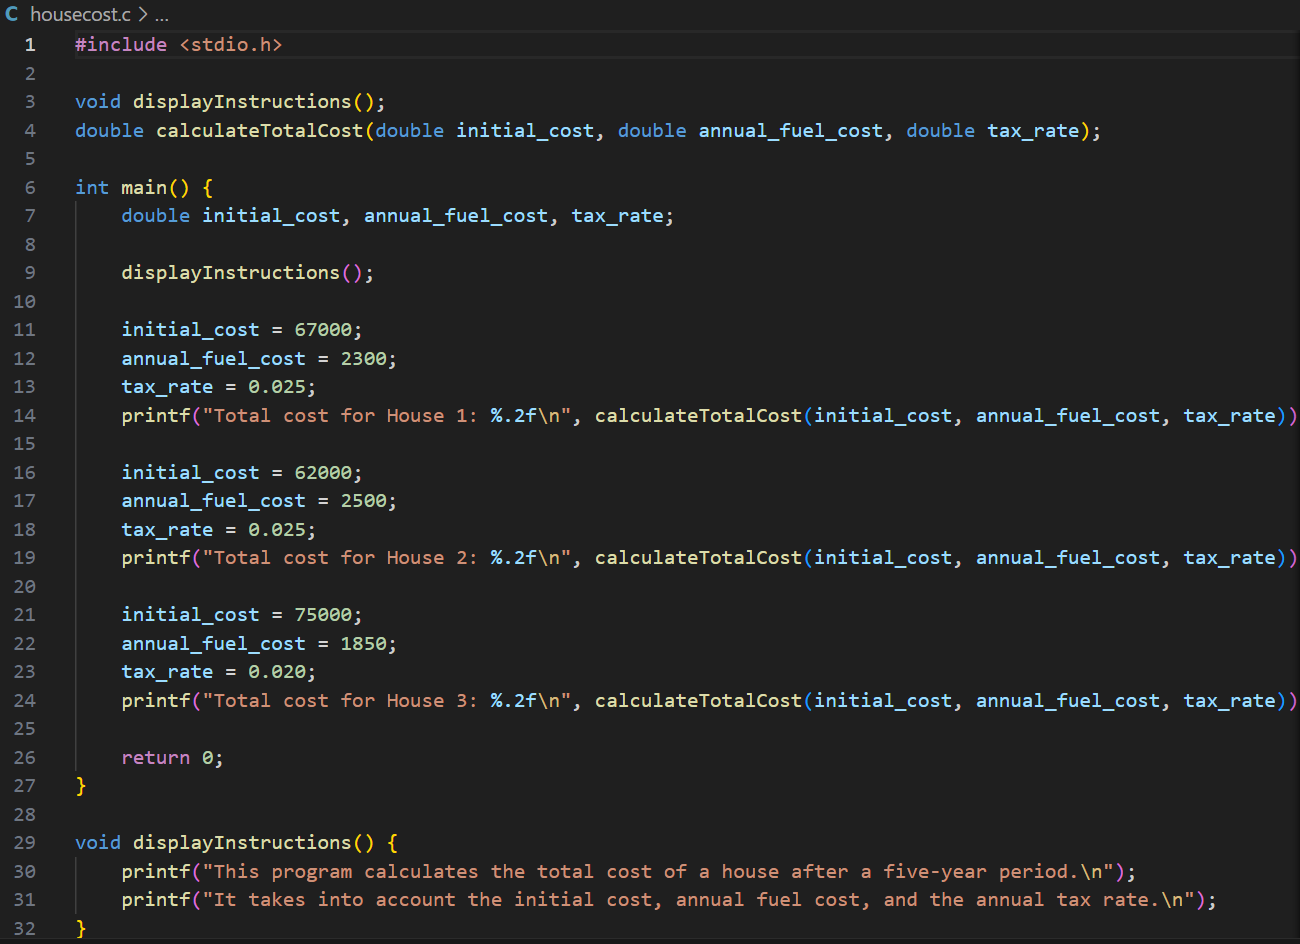 C housecost.c > ...
1 #include <stdio.h>
2
3 void displayInstructions();
4 double calculateTotalCost(double initial_cost, double annual_fuel_cost, double tax_rate);
5
6 int main() {
7     double initial_cost, annual_fuel_cost, tax_rate;
8
9     displayInstructions();
10
11     initial_cost = 67000;
12     annual_fuel_cost = 2300;
13     tax_rate = 0.025;
14     printf("Total cost for House 1: %.2f\n", calculateTotalCost(initial_cost, annual_fuel_cost, tax_rate))
15
16     initial_cost = 62000;
17     annual_fuel_cost = 2500;
18     tax_rate = 0.025;
19     printf("Total cost for House 2: %.2f\n", calculateTotalCost(initial_cost, annual_fuel_cost, tax_rate))
20
21     initial_cost = 75000;
22     annual_fuel_cost = 1850;
23     tax_rate = 0.020;
24     printf("Total cost for House 3: %.2f\n", calculateTotalCost(initial_cost, annual_fuel_cost, tax_rate))
25
26     return 0;
27 }
28
29 void displayInstructions() {
30     printf("This program calculates the total cost of a house after a five-year period.\n");
31     printf("It takes into account the initial cost, annual fuel cost, and the annual tax rate.\n");
32 }